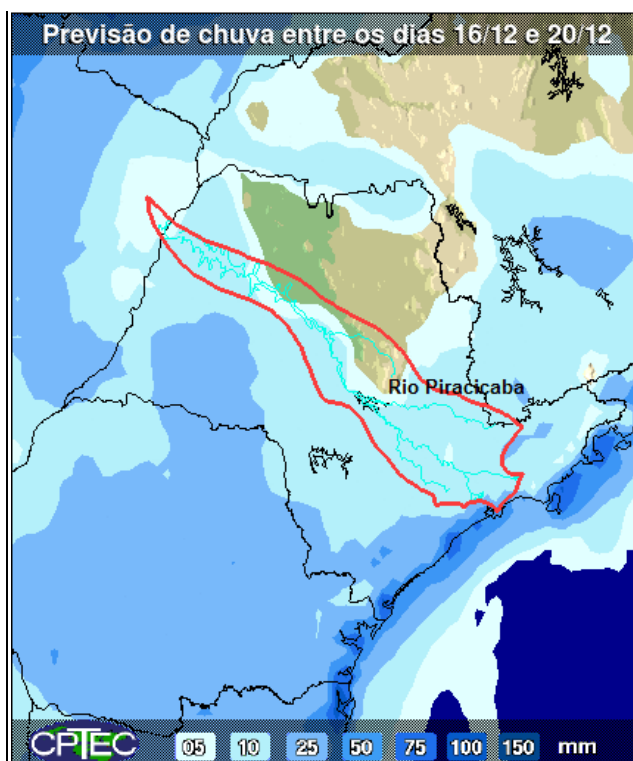 Previsão de chuva entre os dias 16/12 e 20/12
Rio Piracicaba
CPTEC 05 10 25 50 75 100 150 mm